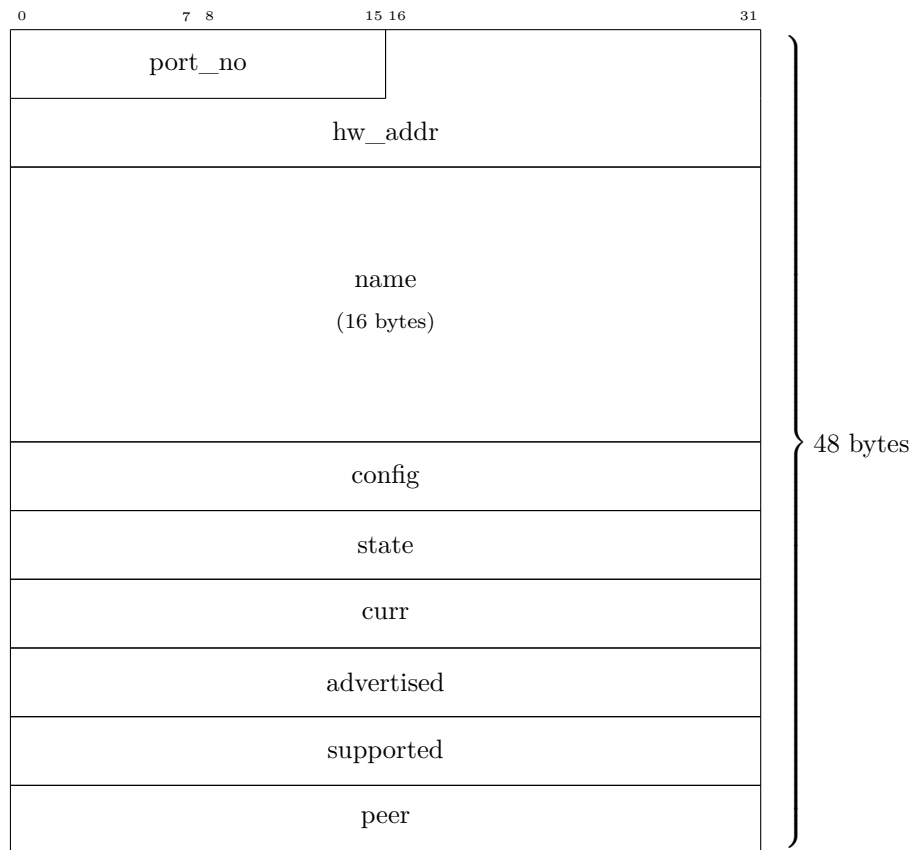 0 7 8 15 16 31
port_no
hw_addr
name
(16 bytes)
config
state
curr
advertised
supported
peer
48 bytes